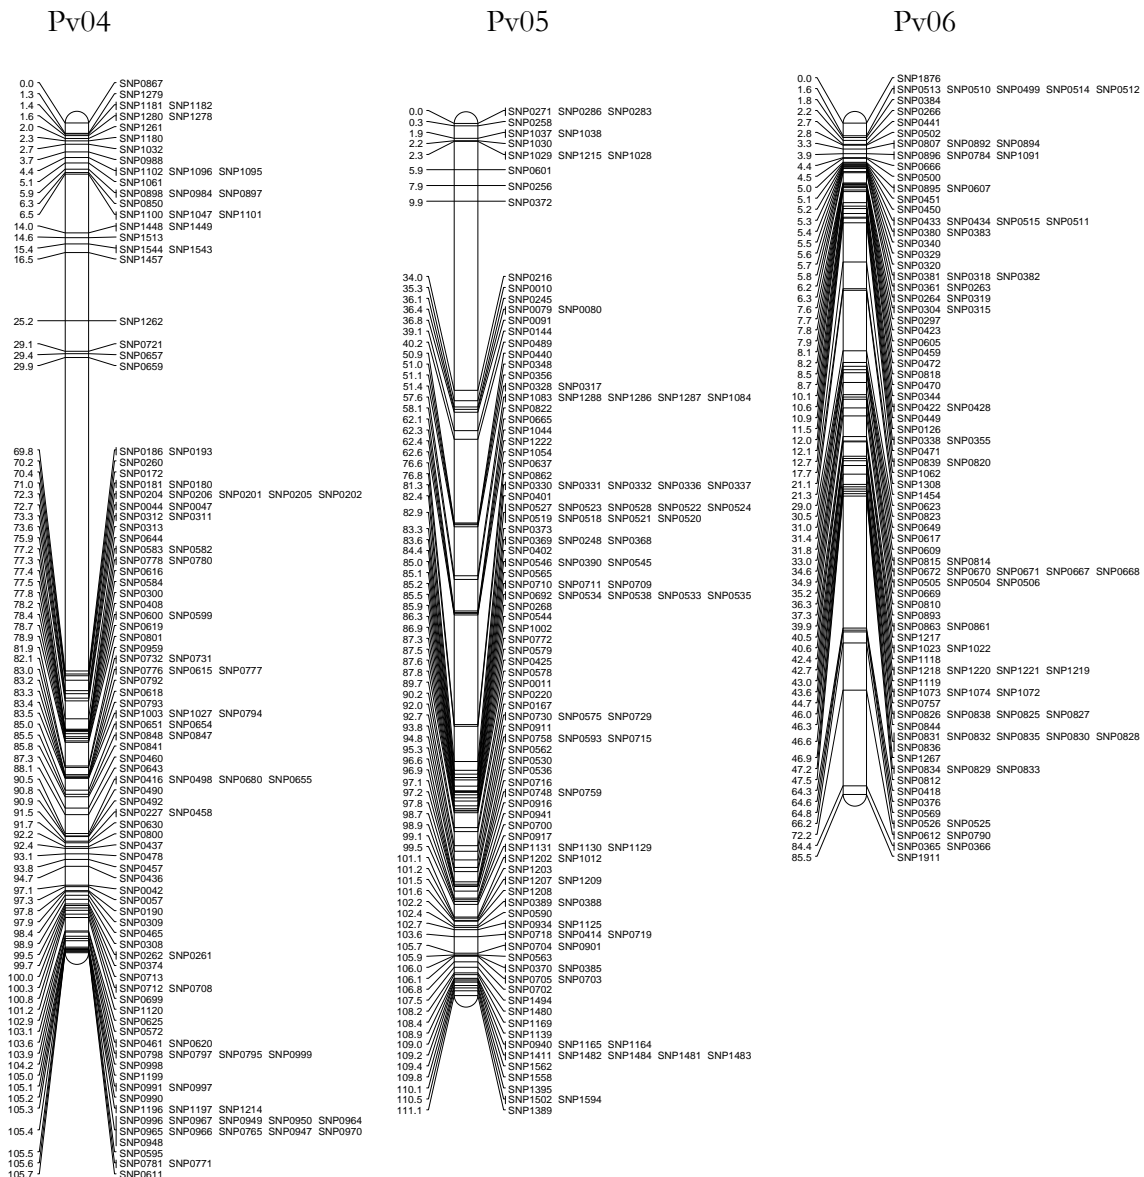 Pv04
0.0 SNP0867
1.3 SNP1279
1.4 SNP1181 SNP1182
1.6 SNP1280 SNP1278
2.0 SNP1261
2.3 SNP1180
2.7 SNP1032
3.7 SNP0988
4.4 SNP1102 SNP1096 SNP1095
5.1 SNP1061
5.9 SNP0898 SNP0984 SNP0897
6.3 SNP0850
6.5 SNP1100 SNP1047 SNP1101
14.0 SNP1448 SNP1449
14.6 SNP1513
15.4 SNP1544 SNP1543
16.5 SNP1457
25.2 SNP1262
29.1 SNP0721
29.4 SNP0657
29.9 SNP0659
69.8 SNP0186 SNP0193
70.2 SNP0260
70.4 SNP0172
71.0 SNP0181 SNP0180
72.3 SNP0204 SNP0206 SNP0201 SNP0205 SNP0202
72.7 SNP0044 SNP0047
73.3 SNP0312 SNP0311
73.6 SNP0313
75.9 SNP0644
77.2 SNP0583 SNP0582
77.3 SNP0778 SNP0780
77.4 SNP0616
77.5 SNP0584
77.8 SNP0300
78.2 SNP0408
78.4 SNP0600 SNP0599
78.7 SNP0619
78.9 SNP0801
81.9 SNP0959
82.1 SNP0732 SNP0731
83.0 SNP0776 SNP0615 SNP0777
83.2 SNP0792
83.3 SNP0618
83.4 SNP0793
83.5 SNP1003 SNP1027 SNP0794
85.0 SNP0651 SNP0654
85.5 SNP0848 SNP0847
85.8 SNP0841
87.3 SNP0460
88.1 SNP0643
90.5 SNP0416 SNP0498 SNP0680 SNP0655
90.8 SNP0490
90.9 SNP0492
91.5 SNP0227 SNP0458
91.7 SNP0630
92.2 SNP0800
92.4 SNP0437
93.1 SNP0478
93.8 SNP0457
94.7 SNP0436
97.1 SNP0042
97.3 SNP0057
97.8 SNP0190
97.9 SNP0309
98.4 SNP0465
98.9 SNP0308
99.5 SNP0262 SNP0261
99.7 SNP0374
100.0 SNP0713
100.3 SNP0712 SNP0708
100.8 SNP0699
101.2 SNP1120
102.9 SNP0625
103.1 SNP0572
103.6 SNP0461 SNP0620
103.9 SNP0798 SNP0797 SNP0795 SNP0999
104.2 SNP0998
105.0 SNP1199
105.1 SNP0991 SNP0997
105.2 SNP0990
105.3 SNP1196 SNP1197 SNP1214
SNP0996 SNP0967 SNP0949 SNP0950 SNP0964
105.4 SNP0965 SNP0966 SNP0765 SNP0947 SNP0970
SNP0948
105.5 SNP0595
105.6 SNP0781 SNP0771
105.7 SNP0611
Pv05
0.0 SNP0271 SNP0286 SNP0283
0.3 SNP0258
1.9 SNP1037 SNP1038
2.2 SNP1030
2.3 SNP1029 SNP1215 SNP1028
5.9 SNP0601
7.9 SNP0256
9.9 SNP0372
34.0 SNP0216
35.3 SNP0010
36.1 SNP0245
36.4 SNP0079 SNP0080
36.8 SNP0091
39.1 SNP0144
40.2 SNP0489
50.9 SNP0440
51.0 SNP0348
51.1 SNP0356
51.4 SNP0328 SNP0317
57.6 SNP1083 SNP1288 SNP1286 SNP1287 SNP1084
58.1 SNP0822
62.1 SNP0665
62.3 SNP1044
62.4 SNP1222
62.6 SNP1054
76.6 SNP0637
76.8 SNP0862
81.3 SNP0330 SNP0331 SNP0332 SNP0336 SNP0337
82.4 SNP0401
82.9 SNP0527 SNP0523 SNP0528 SNP0522 SNP0524
SNP0519 SNP0518 SNP0521 SNP0520
83.3 SNP0373
83.6 SNP0369 SNP0248 SNP0368
84.4 SNP0402
85.0 SNP0546 SNP0390 SNP0545
85.1 SNP0565
85.2 SNP0710 SNP0711 SNP0709
85.5 SNP0692 SNP0534 SNP0538 SNP0533 SNP0535
85.9 SNP0268
86.3 SNP0544
86.9 SNP1002
87.3 SNP0772
87.5 SNP0579
87.6 SNP0425
87.8 SNP0578
89.7 SNP0011
90.2 SNP0220
92.0 SNP0167
92.7 SNP0730 SNP0575 SNP0729
93.8 SNP0911
94.8 SNP0758 SNP0593 SNP0715
95.3 SNP0562
96.6 SNP0530
96.9 SNP0536
97.1 SNP0716
97.2 SNP0748 SNP0759
97.8 SNP0916
98.7 SNP0941
98.9 SNP0700
99.1 SNP0917
99.5 SNP1131 SNP1130 SNP1129
101.1 SNP1202 SNP1012
101.2 SNP1203
101.5 SNP1207 SNP1209
101.6 SNP1208
102.2 SNP0389 SNP0388
102.4 SNP0590
102.7 SNP0934 SNP1125
103.6 SNP0718 SNP0414 SNP0719
105.7 SNP0704 SNP0901
105.9 SNP0563
106.0 SNP0370 SNP0385
106.1 SNP0705 SNP0703
106.8 SNP0702
107.5 SNP1494
108.2 SNP1480
108.4 SNP1169
108.9 SNP1139
109.0 SNP0940 SNP1165 SNP1164
109.2 SNP1411 SNP1482 SNP1484 SNP1481 SNP1483
109.4 SNP1562
109.8 SNP1558
110.1 SNP1395
110.5 SNP1502 SNP1594
111.1 SNP1389
Pv06
0.0 SNP1876
1.6 SNP0513 SNP0510 SNP0499 SNP0514 SNP0512
1.8 SNP0384
2.2 SNP0266
2.7 SNP0441
2.8 SNP0502
3.3 SNP0807 SNP0892 SNP0894
3.9 SNP0896 SNP0784 SNP1091
4.4 SNP0666
4.5 SNP0500
5.0 SNP0895 SNP0607
5.1 SNP0451
5.2 SNP0450
5.3 SNP0433 SNP0434 SNP0515 SNP0511
5.4 SNP0380 SNP0383
5.5 SNP0340
5.6 SNP0329
5.7 SNP0320
5.8 SNP0381 SNP0318 SNP0382
6.2 SNP0361 SNP0263
6.3 SNP0264 SNP0319
7.6 SNP0304 SNP0315
7.7 SNP0297
7.8 SNP0423
7.9 SNP0605
8.1 SNP0459
8.2 SNP0472
8.5 SNP0818
8.7 SNP0470
10.1 SNP0344
10.6 SNP0422 SNP0428
10.9 SNP0449
11.5 SNP0126
12.0 SNP0338 SNP0355
12.1 SNP0471
12.7 SNP0839 SNP0820
17.7 SNP1062
21.1 SNP1308
21.3 SNP1454
29.0 SNP0623
30.5 SNP0823
31.0 SNP0649
31.4 SNP0617
31.8 SNP0609
33.0 SNP0815 SNP0814
34.6 SNP0672 SNP0670 SNP0671 SNP0667 SNP0668
34.9 SNP0505 SNP0504 SNP0506
35.2 SNP0669
36.3 SNP0810
37.3 SNP0893
39.9 SNP0863 SNP0861
40.5 SNP1217
40.6 SNP1023 SNP1022
42.4 SNP1118
42.7 SNP1218 SNP1220 SNP1221 SNP1219
43.0 SNP1119
43.6 SNP1073 SNP1074 SNP1072
44.7 SNP0757
46.0 SNP0826 SNP0838 SNP0825 SNP0827
46.3 SNP0844
46.6 SNP0831 SNP0832 SNP0835 SNP0830 SNP0828
SNP0836
46.9 SNP1267
47.2 SNP0834 SNP0829 SNP0833
47.5 SNP0812
64.3 SNP0418
64.6 SNP0376
64.8 SNP0569
66.2 SNP0526 SNP0525
72.2 SNP0612 SNP0790
84.4 SNP0365 SNP0366
85.5 SNP1911